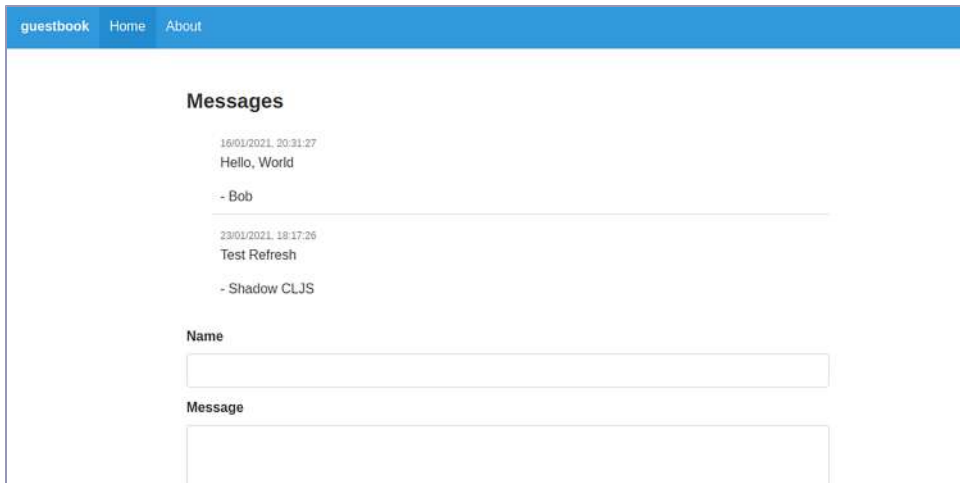 guestbook Home About
Messages
16/01/2021, 20:31:27
Hello, World
- Bob
23/01/2021, 18:17:26
Test Refresh
- Shadow CLJS
Name
Message